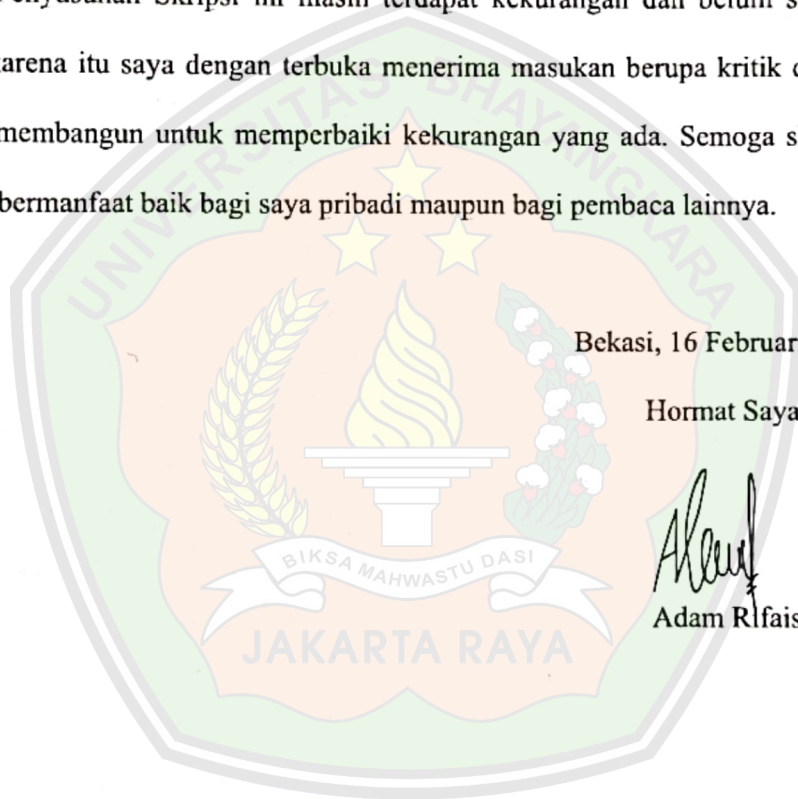 Penyusunan Skripsi ini masih terdapat kekurangan dan belum s
karena itu saya dengan terbuka menerima masukan berupa kritik
membangun untuk memperbaiki kekurangan yang ada. Semoga s
bermanfaat baik bagi saya pribadi maupun bagi pembaca lainnya.
UNIVERSITAS BHAYANGKARA
Bekasi, 16 Februar
Hormat Saya
BIKSA MAHWASTU DASI
Adam Rifais
JAKARTA RAYA